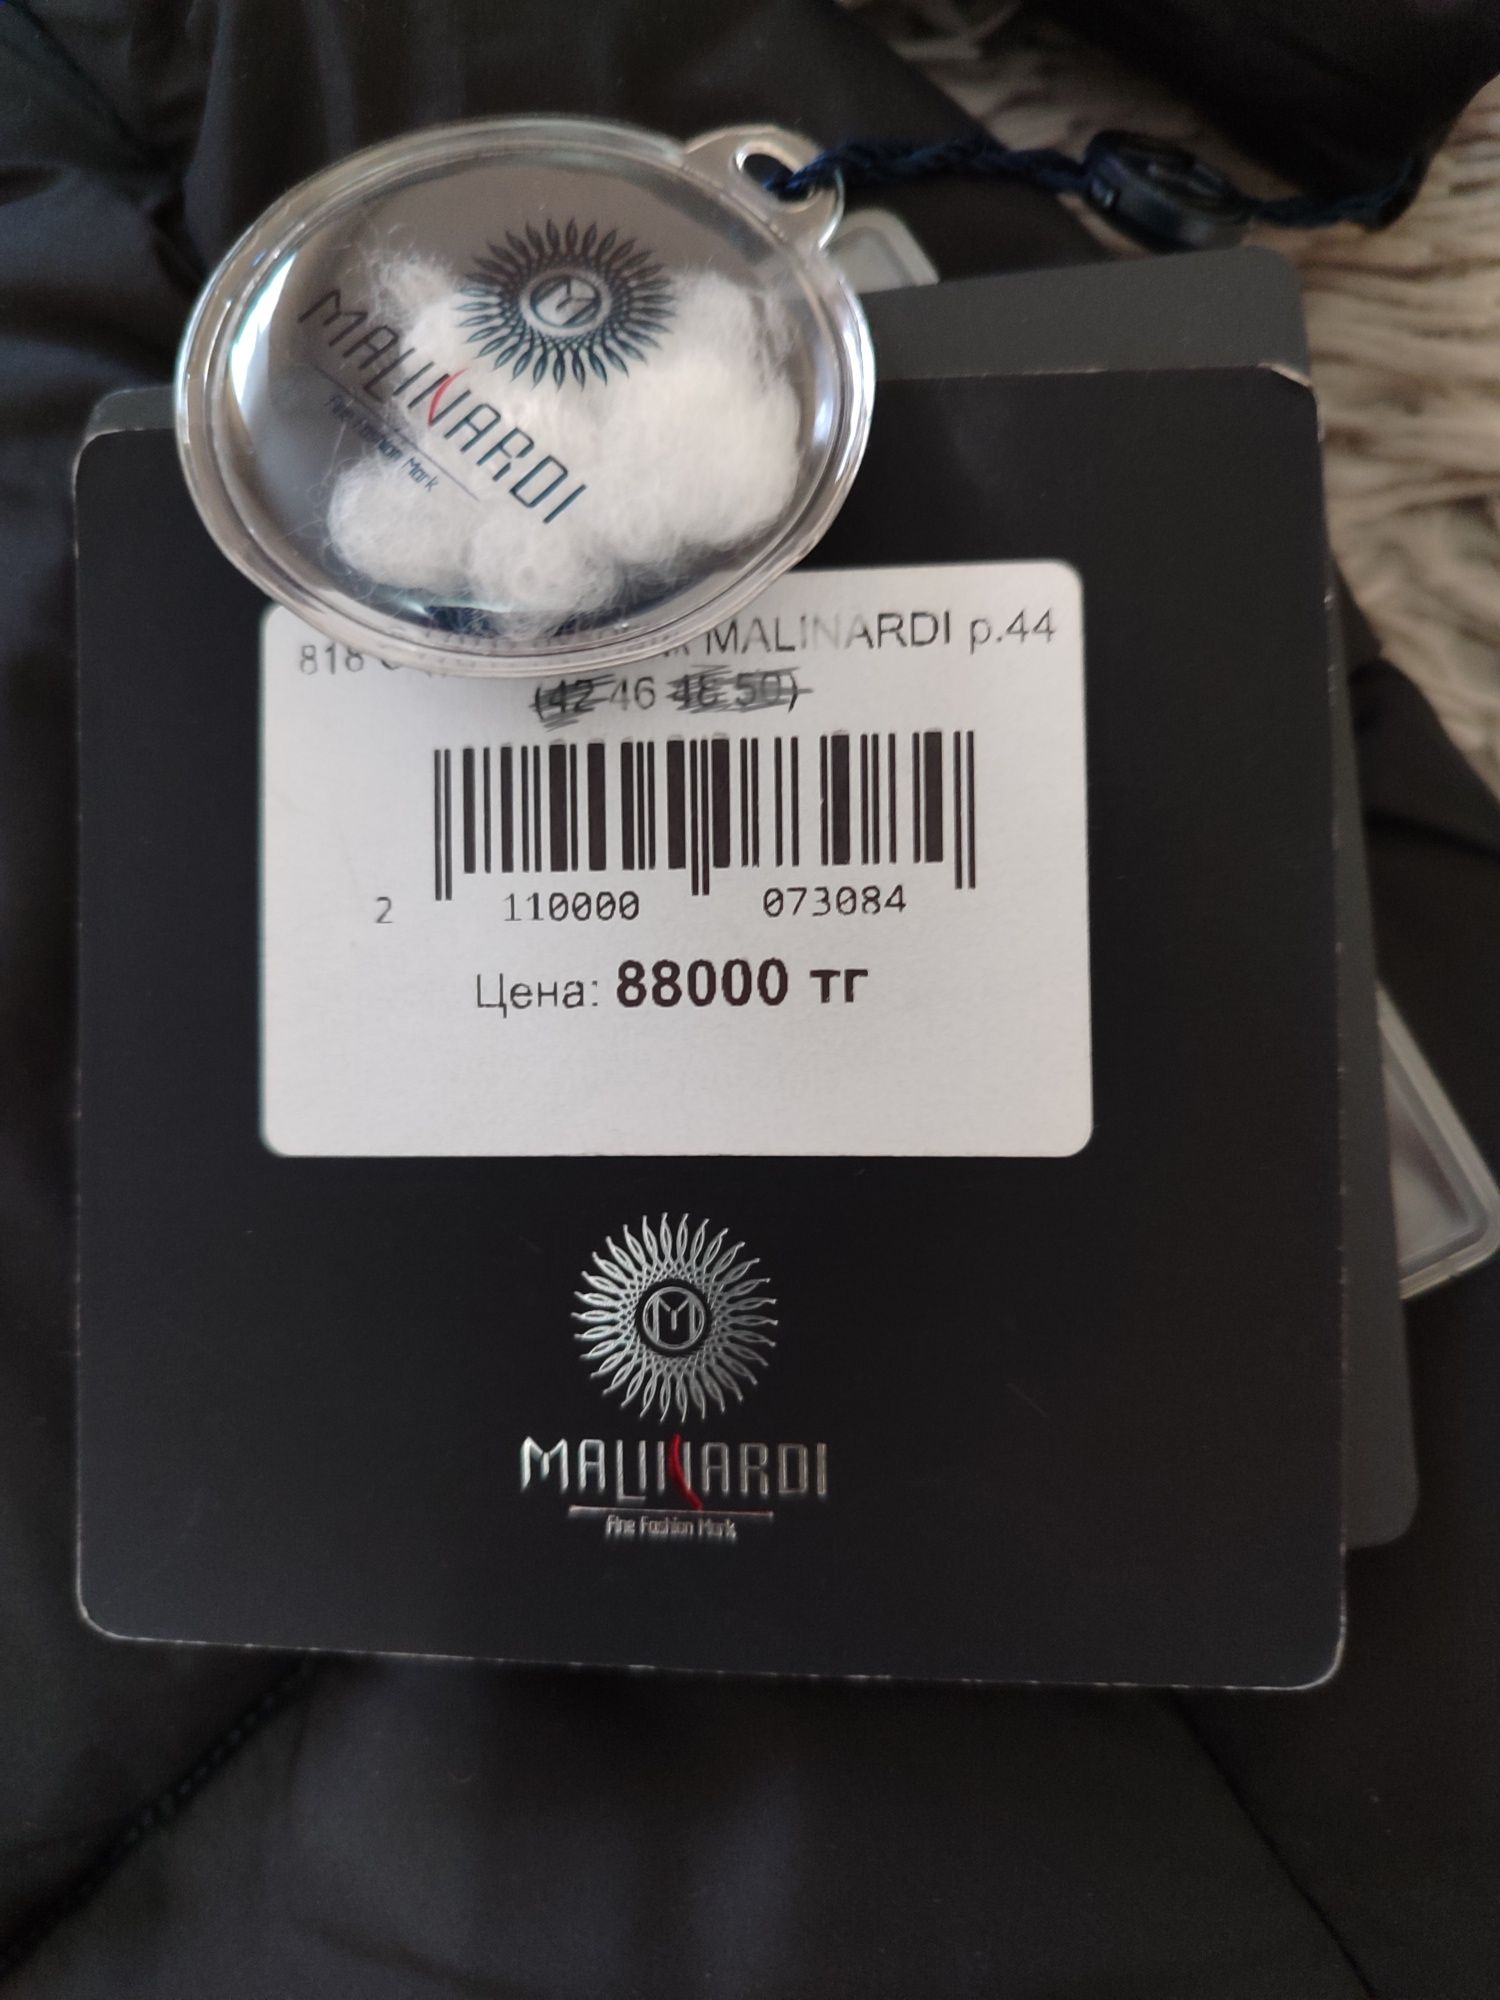 MALINARDI
Fine Fashion Mark
818 MALINARDI р.44
(42 46 48 50)
2 110000 073084
Цена: 88000 тг
M
MALINARDI
Fine Fashion Mark